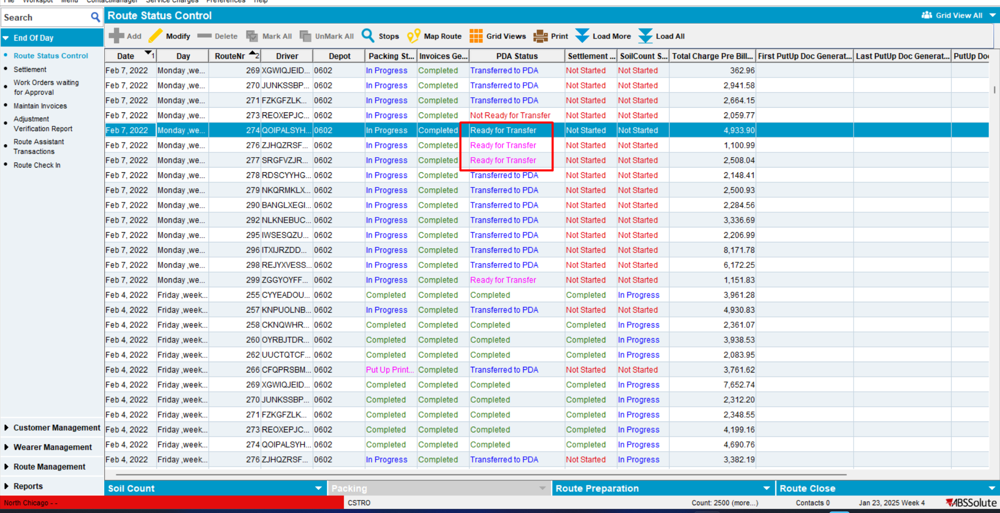 File Workspot Menu ContactManager Service Charges Preferences Help
Search
Route Status Control
Grid View All
End Of Day
Add Modify Delete Mark All UnMark All Stops Map Route Grid Views Print Load More Load All
Route Status Control
Settlement
Work Orders waiting
for Approval
Maintain Invoices
Adjustment
Verification Report
Route Assistant
Transactions
Route Check In
Customer Management
Wearer Management
Route Management
Reports
Date 1 Day RouteNr 2 Driver Depot Packing St... Invoices Ge... PDA Status Settlement ... SoilCount S... Total Charge Pre Bill... First PutUp Doc Generat... Last PutUp Doc Generat... PutUp Do
Feb 7, 2022 Monday ,we... 269 XGWIQJEID... 0602 In Progress Completed Transferred to PDA Not Started Not Started 362.96
Feb 7, 2022 Monday ,we... 270 JUNKSSBP... 0602 In Progress Completed Transferred to PDA Not Started Not Started 2,941.58
Feb 7, 2022 Monday ,we... 271 FZKGFZLK... 0602 In Progress Completed Transferred to PDA Not Started Not Started 2,664.15
Feb 7, 2022 Monday ,we... 273 REOXEPJC... 0602 In Progress Completed Not Ready for Transfer Not Started Not Started 2,059.77
Feb 7, 2022 Monday ,we... 274 QOIPALSYH... 0602 In Progress Completed Ready for Transfer Not Started Not Started 4,933.90
Feb 7, 2022 Monday ,we... 276 ZJHQZRSF... 0602 In Progress Completed Ready for Transfer Not Started Not Started 1,100.99
Feb 7, 2022 Monday ,we... 277 SRGFVZJR... 0602 In Progress Completed Ready for Transfer Not Started Not Started 2,508.04
Feb 7, 2022 Monday ,we... 278 RDSCYYHG... 0602 In Progress Completed Transferred to PDA Not Started Not Started 2,148.41
Feb 7, 2022 Monday ,we... 279 NKQRMKLX... 0602 In Progress Completed Transferred to PDA Not Started Not Started 2,500.93
Feb 7, 2022 Monday ,we... 290 BANGLXEGI... 0602 In Progress Completed Transferred to PDA Not Started Not Started 2,284.56
Feb 7, 2022 Monday ,we... 292 NLKNEBUC... 0602 In Progress Completed Transferred to PDA Not Started Not Started 3,336.69
Feb 7, 2022 Monday ,we... 295 IWSESQZU... 0602 In Progress Completed Transferred to PDA Not Started Not Started 2,206.99
Feb 7, 2022 Monday ,we... 296 ITXIJRZDD... 0602 In Progress Completed Transferred to PDA Not Started Not Started 8,171.78
Feb 7, 2022 Monday ,we... 298 REJYXVESS... 0602 In Progress Completed Transferred to PDA Not Started Not Started 6,172.25
Feb 7, 2022 Monday ,we... 299 ZGGYOYFF... 0602 In Progress Completed Ready for Transfer Not Started Not Started 1,151.83
Feb 4, 2022 Friday ,week... 255 CYYEADOU... 0602 Completed Completed Completed Completed In Progress 3,961.28
Feb 4, 2022 Friday ,week... 257 KNPUOLNB... 0602 In Progress Completed Transferred to PDA Not Started Not Started 4,930.83
Feb 4, 2022 Friday ,week... 258 CKNQWHR... 0602 Completed Completed Completed Completed In Progress 2,361.07
Feb 4, 2022 Friday ,week... 260 OYRBJTDR... 0602 Completed Completed Completed Completed In Progress 3,938.53
Feb 4, 2022 Friday ,week... 262 UUCTQTCF... 0602 Completed Completed Completed Completed In Progress 2,083.95
Feb 4, 2022 Friday ,week... 266 CFQPRSBM... 0602 Put Up Print... Completed Transferred to PDA Not Started Not Started 3,761.62
Feb 4, 2022 Friday ,week... 269 XGWIQJEID... 0602 Completed Completed Completed Completed In Progress 7,652.74
Feb 4, 2022 Friday ,week... 270 JUNKSSBP... 0602 Completed Completed Completed Completed In Progress 2,312.20
Feb 4, 2022 Friday ,week... 271 FZKGFZLK... 0602 Completed Completed Completed Completed In Progress 2,348.55
Feb 4, 2022 Friday ,week... 273 REOXEPJC... 0602 Completed Completed Completed Completed In Progress 4,199.16
Feb 4, 2022 Friday ,week... 274 QOIPALSYH... 0602 Completed Completed Completed Completed In Progress 4,690.76
Feb 4, 2022 Friday ,week... 276 ZJHQZRSF... 0602 In Progress Completed Transferred to PDA Not Started In Progress 3,382.19
Soil Count Packing Route Preparation Route Close
North Chicago - - CSTRO Count: 2500 (more...) Contacts 0 Jan 23, 2025 Week 4 ABSSolute